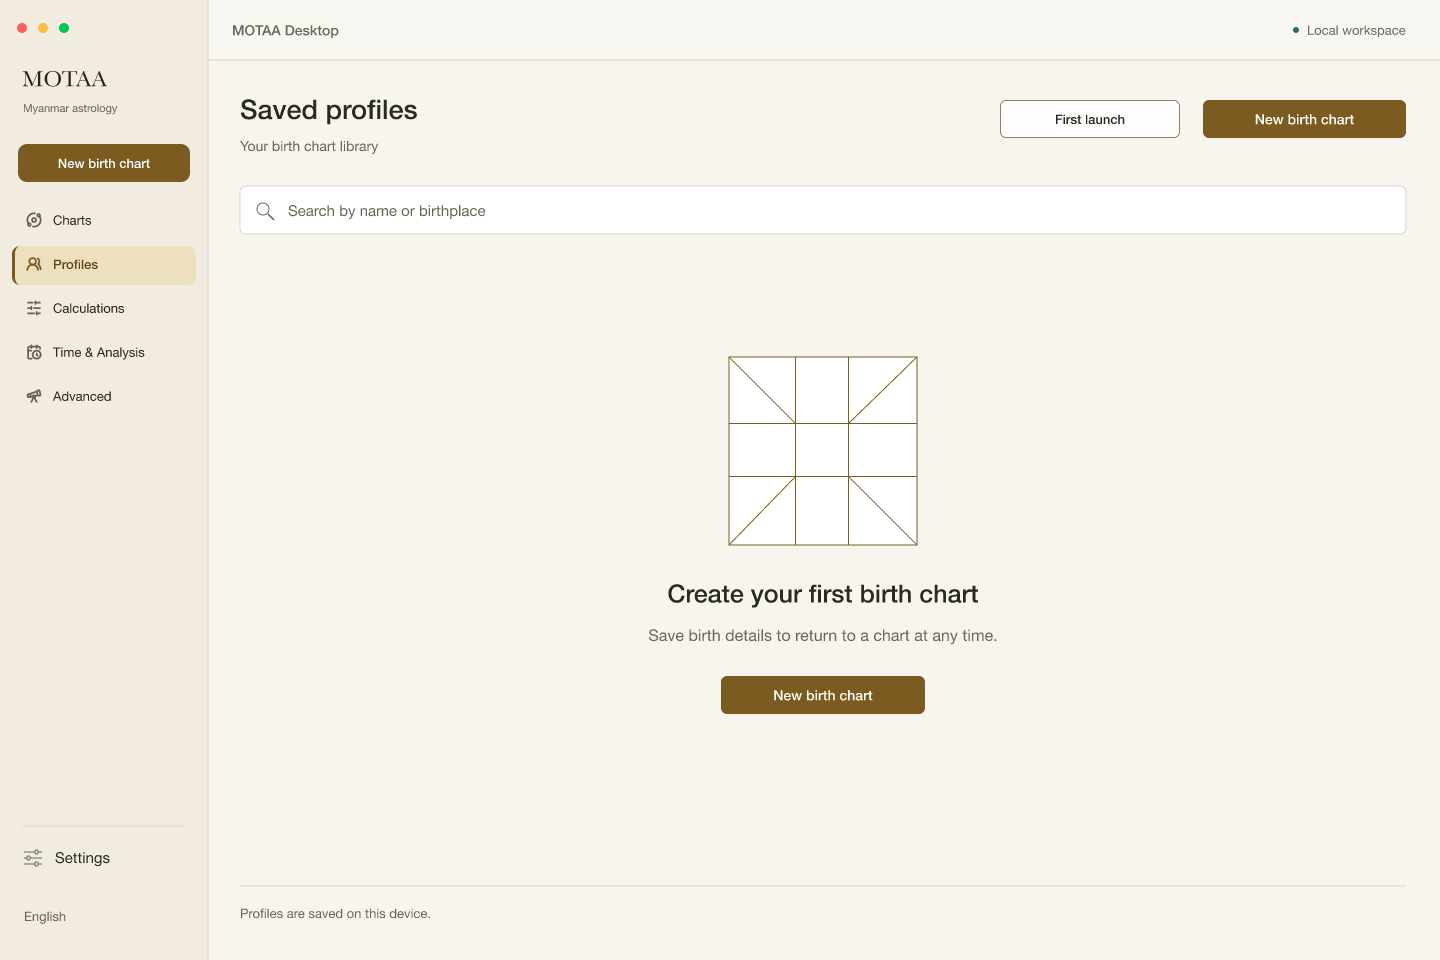 MOTAA Desktop
Local workspace
MOTAA
Myanmar astrology
New birth chart
Charts
Profiles
Calculations
Time & Analysis
Advanced
Settings
English
Saved profiles
Your birth chart library
First launch
New birth chart
Search by name or birthplace
Create your first birth chart
Save birth details to return to a chart at any time.
New birth chart
Profiles are saved on this device.